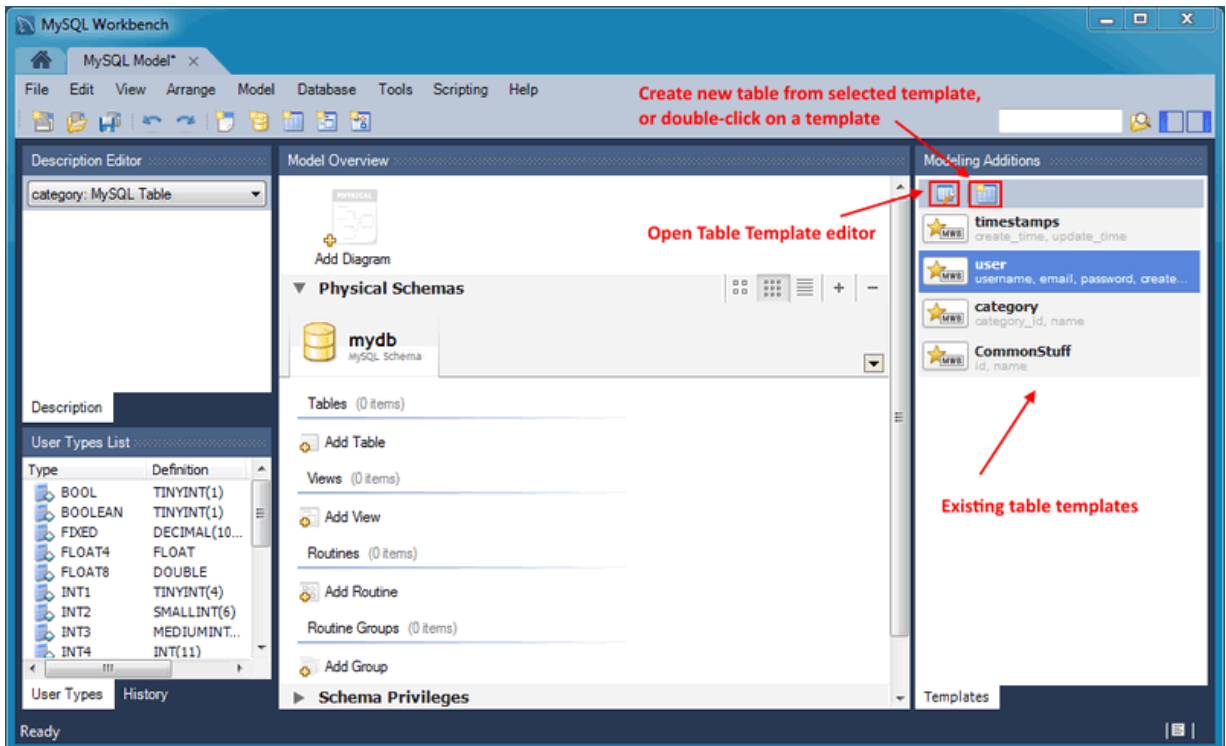 MySQL Workbench
MySQL Model* ×
File Edit View Arrange Model Database Tools Scripting Help
Create new table from selected template,
or double-click on a template
Description Editor
category: MySQL Table
Description
User Types List
Type Definition
BOOL TINYINT(1)
BOOLEAN TINYINT(1)
FIXED DECIMAL(10...
FLOAT4 FLOAT
FLOAT8 DOUBLE
INT1 TINYINT(4)
INT2 SMALLINT(6)
INT3 MEDIUMINT...
INT4 INT(11)
User Types History
Model Overview
PHYSICAL
Add Diagram
Open Table Template editor
Physical Schemas
mydb
MySQL Schema
Tables (0 items)
Add Table
Views (0 items)
Add View
Routines (0 items)
Add Routine
Routine Groups (0 items)
Add Group
Schema Privileges
Modeling Additions
timestamps
create_time, update_time
MWB
user
username, email, password, create...
MWB
category
category_id, name
MWB
CommonStuff
id, name
MWB
Existing table templates
Templates
Ready